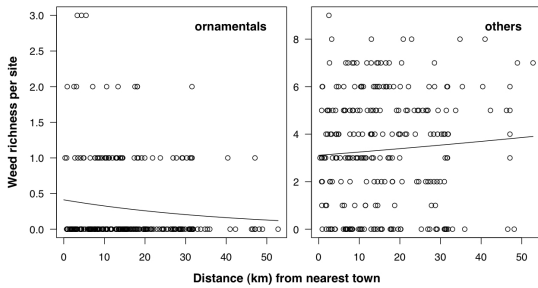 ornamentals
others
Weed richness per site
3.0
2.5
2.0
1.5
1.0
0.5
0.0
0 10 20 30 40 50
8
6
4
2
0
0 10 20 30 40 50
Distance (km) from nearest town